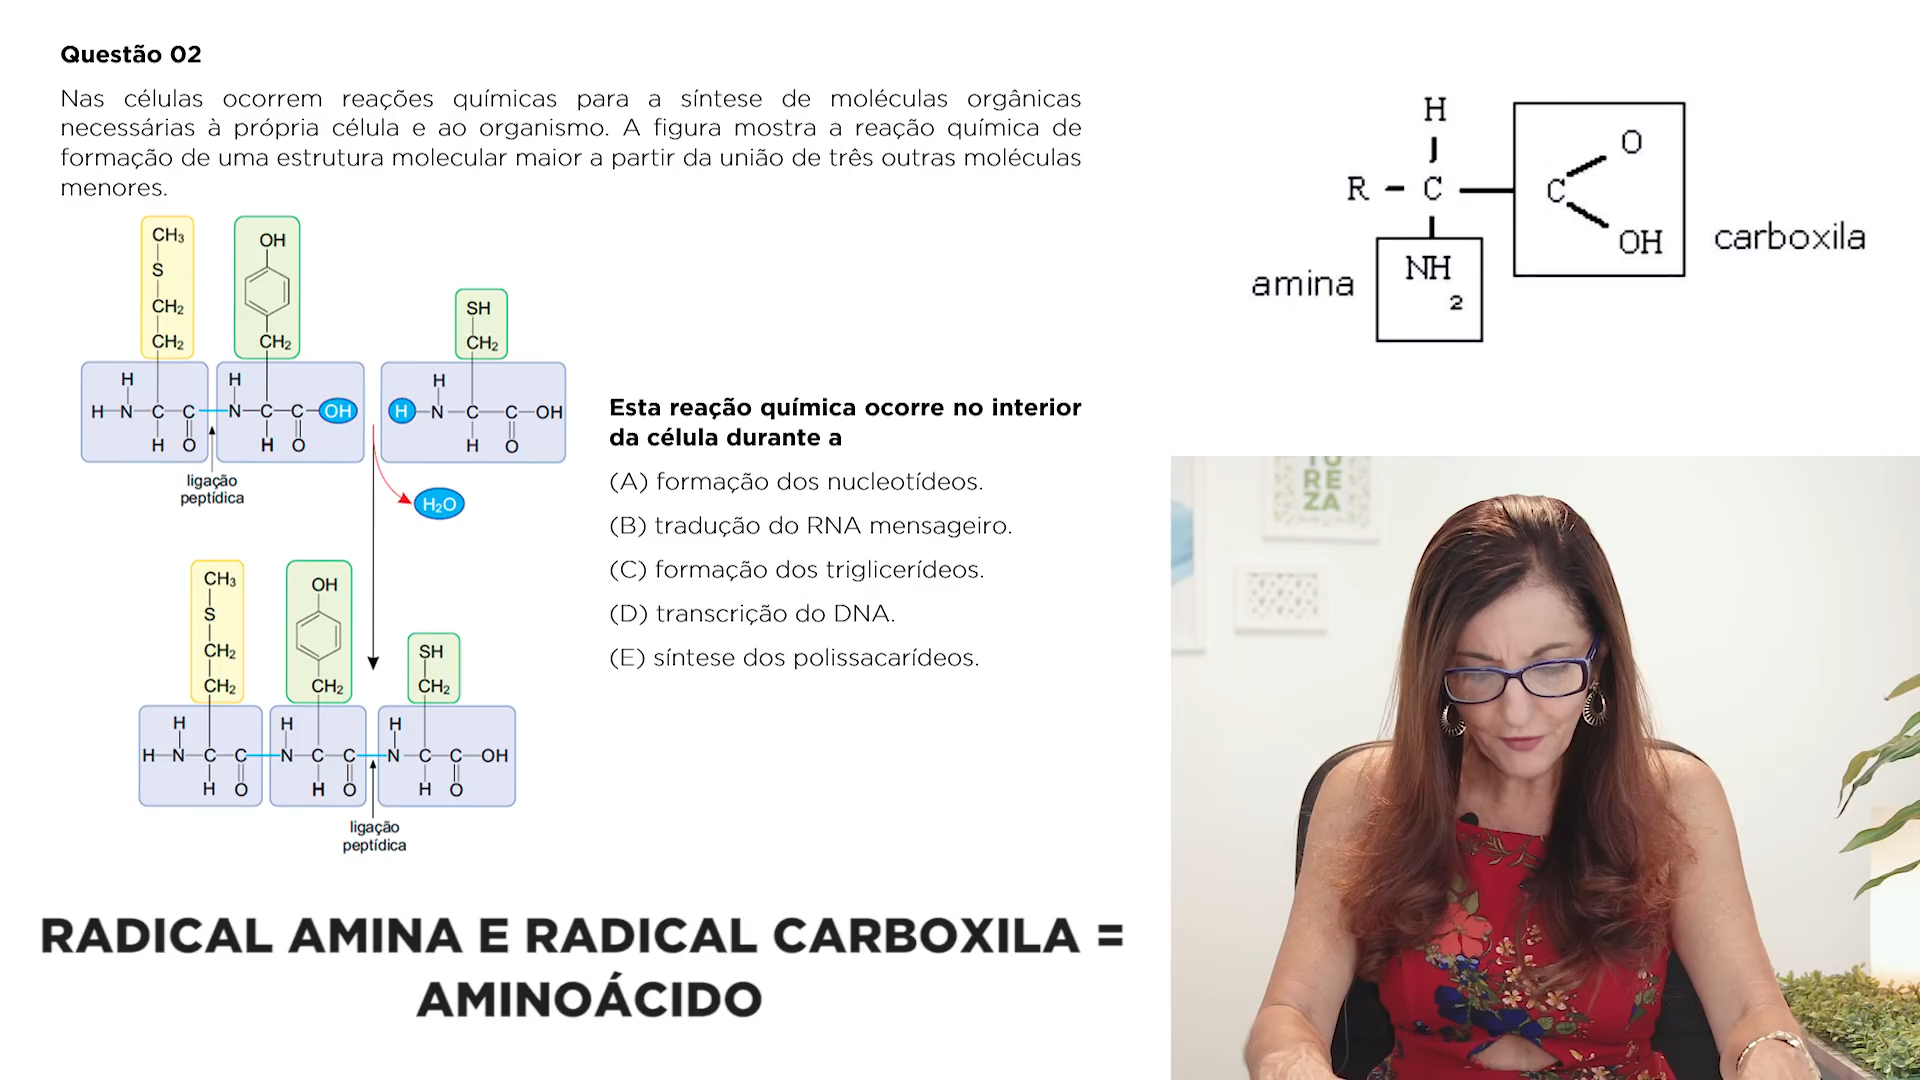 Questão 02
Nas células ocorrem reações químicas para a síntese de moléculas orgânicas
necessárias à própria célula e ao organismo. A figura mostra a reação química de
formação de uma estrutura molecular maior a partir da união de três outras moléculas
menores.
CH₃
S
CH₂
CH₂
OH
CH₂
SH
CH₂
H
H N C C
H O
H
N C C OH
H O
H
H N C C OH
H O
ligação
peptídica
H₂O
CH₃
S
CH₂
CH₂
OH
CH₂
SH
CH₂
H
H N C C
H O
H
N C C
H O
H
N C C OH
H O
ligação
peptídica
Esta reação química ocorre no interior
da célula durante a
(A) formação dos nucleotídeos.
(B) tradução do RNA mensageiro.
(C) formação dos triglicerídeos.
(D) transcrição do DNA.
(E) síntese dos polissacarídeos.
H
R C C O
OH
carboxila
amina
NH
2
RADICAL AMINA E RADICAL CARBOXILA =
AMINOÁCIDO
RE
ZA